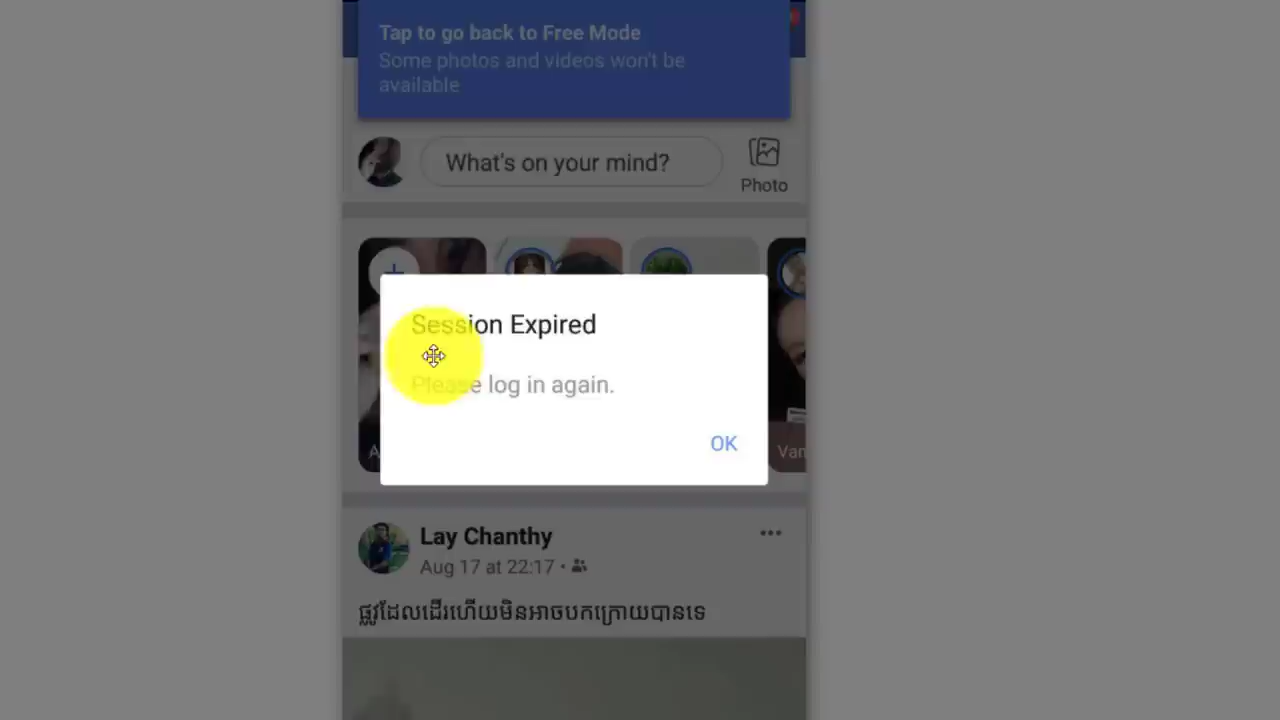 Tap to go back to Free Mode
Some photos and videos won't be
available
What's on your mind?
Photo
Session Expired
Please log in again.
OK
A
Van
Lay Chanthy
Aug 17 at 22:17 •
ផ្លូវដែលដើរហើយមិនអាចបកក្រោយបានទេ